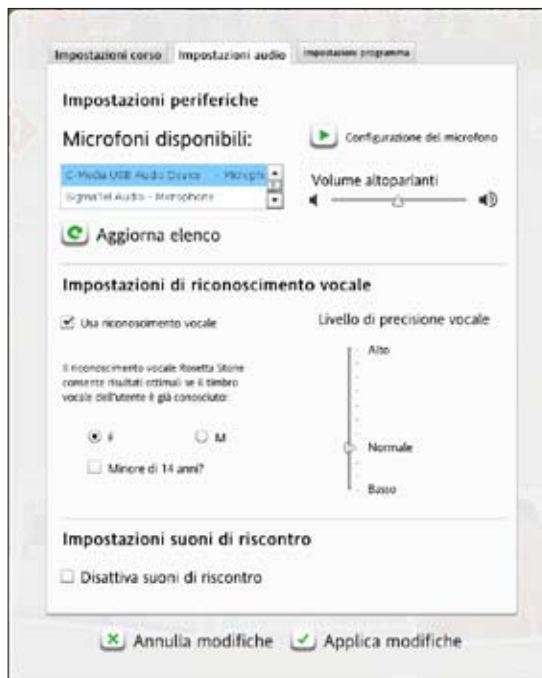 Impostazioni corso
Impostazioni audio
Impostazioni programma
Impostazioni periferiche
Microfoni disponibili:
Configurazione del microfono
C-Media USB Audio Device - Microph
SigmaTel Audio - Microphone
Volume altoparlanti
Aggiorna elenco
Impostazioni di riconoscimento vocale
Usa riconoscimento vocale
Livello di precisione vocale
Il riconoscimento vocale Rosetta Stone
consente risultati ottimali se il timbro
vocale dell'utente è già conosciuto:
Alto
F
M
Normale
Minore di 14 anni?
Basso
Impostazioni suoni di riscontro
Disattiva suoni di riscontro
Annulla modifiche
Applica modifiche